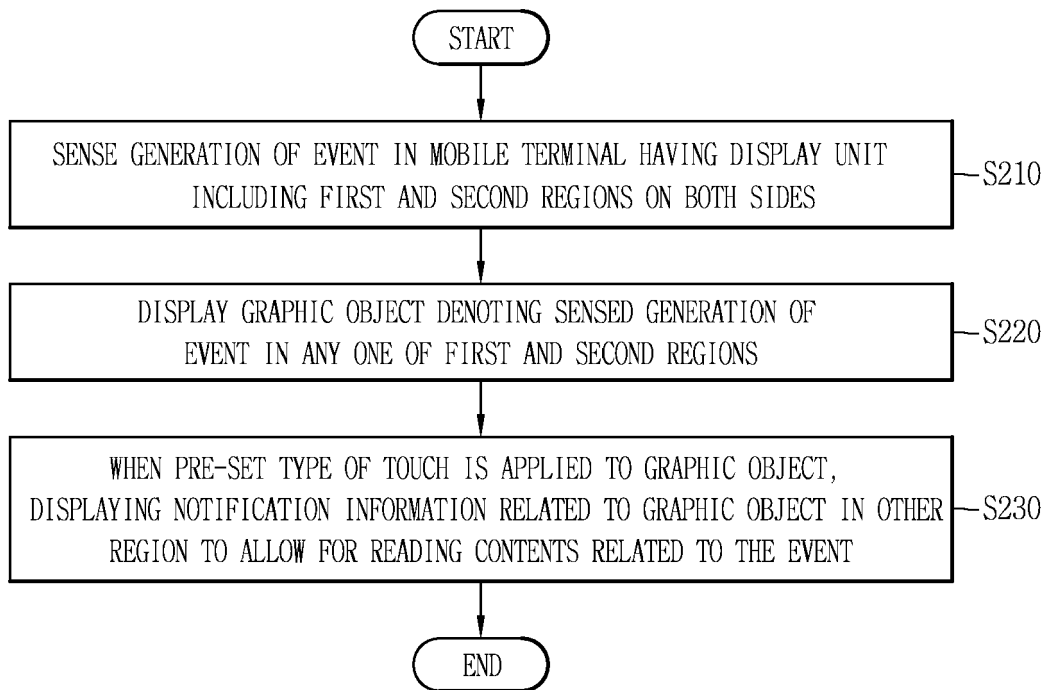 START
SENSE GENERATION OF EVENT IN MOBILE TERMINAL HAVING DISPLAY UNIT
INCLUDING FIRST AND SECOND REGIONS ON BOTH SIDES
S210
DISPLAY GRAPHIC OBJECT DENOTING SENSED GENERATION OF
EVENT IN ANY ONE OF FIRST AND SECOND REGIONS
S220
WHEN PRE-SET TYPE OF TOUCH IS APPLIED TO GRAPHIC OBJECT,
DISPLAYING NOTIFICATION INFORMATION RELATED TO GRAPHIC OBJECT IN OTHER
REGION TO ALLOW FOR READING CONTENTS RELATED TO THE EVENT
S230
END